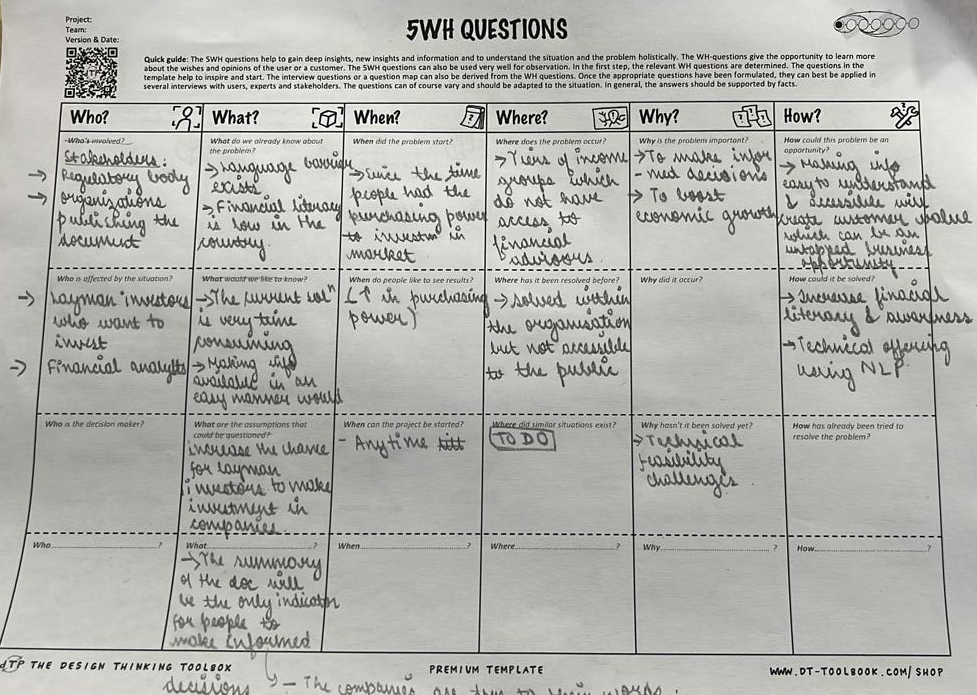 Project:
Team:
Version & Date:
5WH QUESTIONS
Quick guide: The 5WH questions help to gain deep insights, new insights and information and to understand the situation and the problem holistically. The WH-questions give the opportunity to learn more
about the wishes and opinions of the user or a customer. The 5WH questions can also be used very well for observation. In the first step, the relevant WH questions are determined. The questions in the
template help to inspire and start. The interview questions or a question map can also be derived from the WH questions. Once the appropriate questions have been formulated, they can best be applied in
several interviews with users, experts and stakeholders. The questions can of course vary and should be adapted to the situation. In general, the answers should be supported by facts.
Who?
Who's involved?
Stakeholders:
→ Regulatory body
→ organizations
publishing the
document
Who is affected by the situation?
→ Layman investors
who want to
invest
→ Financial analysts
Who is the decision maker?
Who..........?
What?
What do we already know about
the problem?
→ Language barrier
exists
→ Financial literacy
is low in the
country.
What would we like to know?
→ The current solⁿ
is very time
consuming
→ Making info
available in an
easy manner would
What are the assumptions that
could be questioned?
increase the chance
for layman
investors to make
investment in
companies.
What..........?
→ The summary
of the doc will
be the only indicator
for people to
make informed
decisions
When?
When did the problem start?
→ Since the time
people had the
purchasing power
to invest in
market
When do people like to see results?
(↑ in purchasing
power)
When can the project be started?
- Anytime
When..........?
Where?
Where does the problem occur?
→ Tiers of income
groups which
do not have
access to
financial
advisors.
Where has it been resolved before?
→ solved within
the organisation
but not accessible
to the public
Where did similar situations exist?
TO DO
Where..........?
Why?
Why is the problem important?
→ To make infor
-med decisions
→ To boost
economic growth
Why did it occur?
Why hasn't it been solved yet?
→ Technical
feasibility
challenges
Why..........?
How?
How could this problem be an
opportunity?
→ Making info
easy to understand
& accessible will
create customer value
which can be an
untapped business
opportunity
How could it be solved?
→ Increase finacial
literacy & awareness
→ Technical offering
using NLP
How has already been tried to
resolve the problem?
How..........?
DTP THE DESIGN THINKING TOOLBOX
PREMIUM TEMPLATE
WWW.DT-TOOLBOOK.COM/SHOP
- The companies are